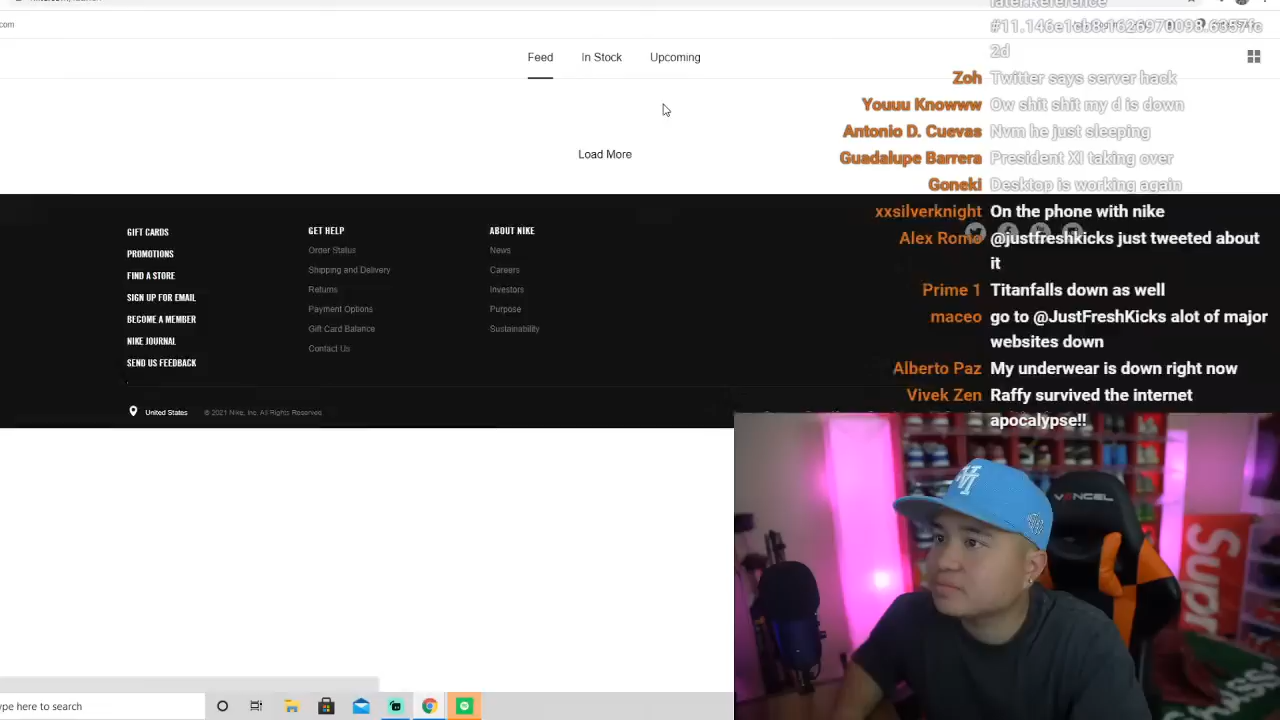 .com
Feed In Stock Upcoming
Load More
GIFT CARDS
PROMOTIONS
FIND A STORE
SIGN UP FOR EMAIL
BECOME A MEMBER
NIKE JOURNAL
SEND US FEEDBACK
GET HELP
Order Status
Shipping and Delivery
Returns
Payment Options
Gift Card Balance
Contact Us
ABOUT NIKE
News
Careers
Investors
Purpose
Sustainability
United States © 2021 Nike, Inc. All Rights Reserved
later.Reference
2d
Zoh Twitter says server hack
Youuu Knowww Ow shit shit my d is down
Antonio D. Cuevas Nvm he just sleeping
Guadalupe Barrera President XI taking over
Goneki Desktop is working again
xxsilverknight On the phone with nike
Alex Romo @justfreshkicks just tweeted about
it
Prime 1 Titanfalls down as well
maceo go to @JustFreshKicks alot of major
websites down
Alberto Paz My underwear is down right now
Vivek Zen Raffy survived the internet
apocalypse!!
VANCEL
Supr
ype here to search